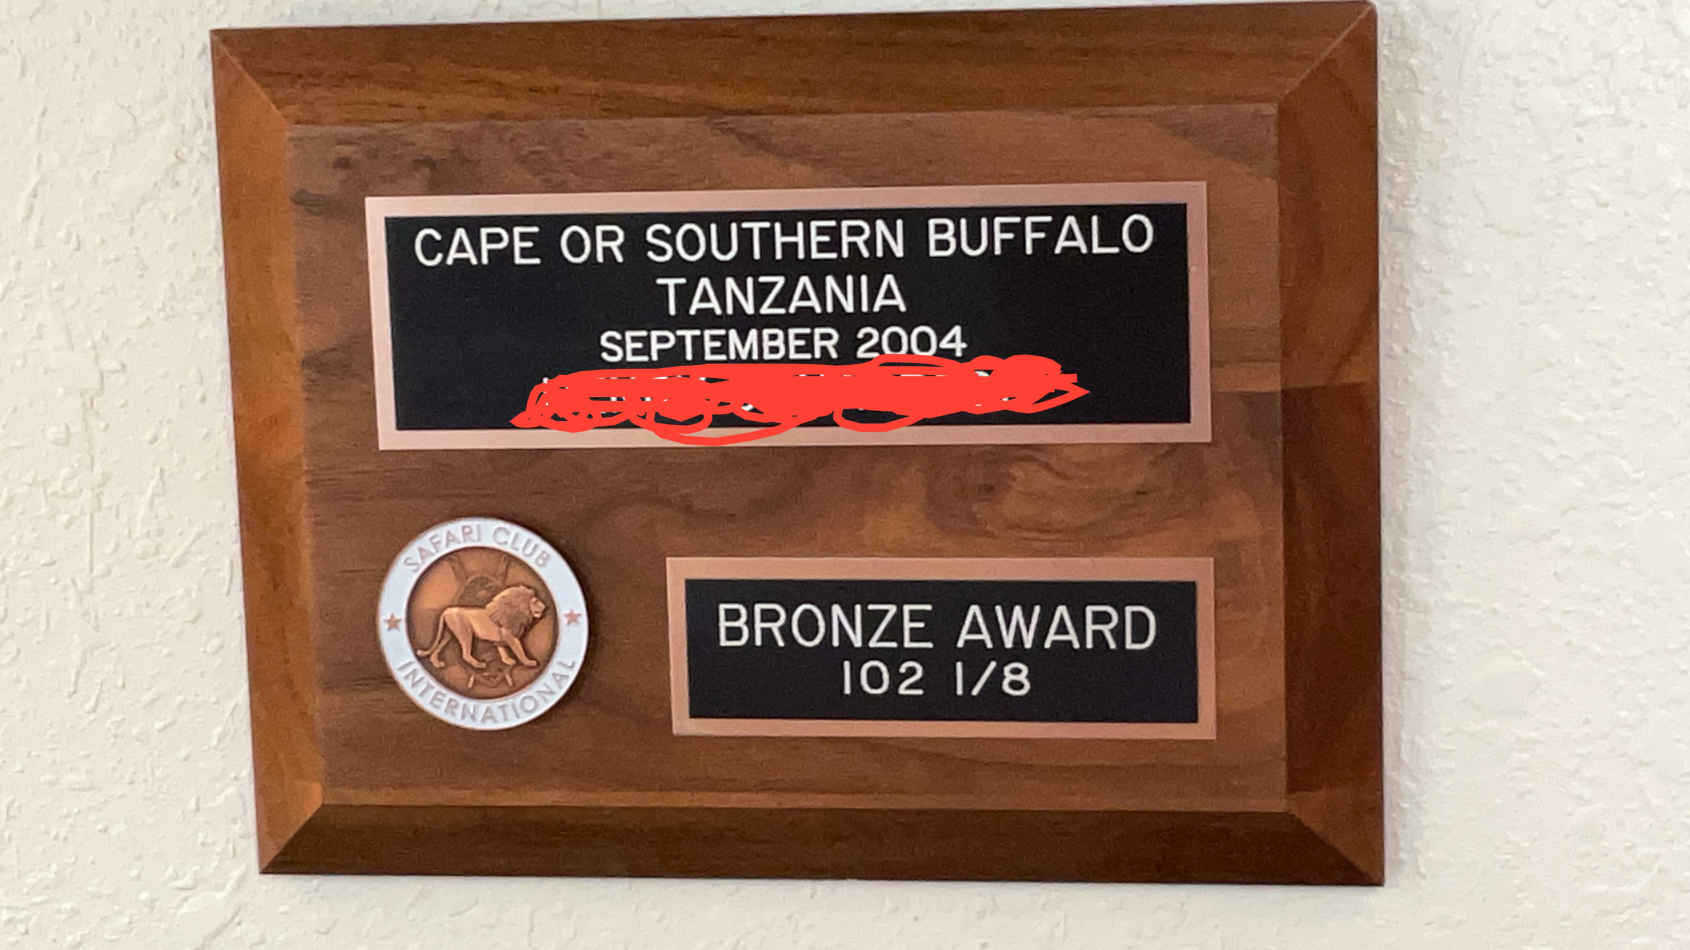 CAPE OR SOUTHERN BUFFALO
TANZANIA
SEPTEMBER 2004
SAFARI CLUB
INTERNATIONAL
BRONZE AWARD
102 1/8